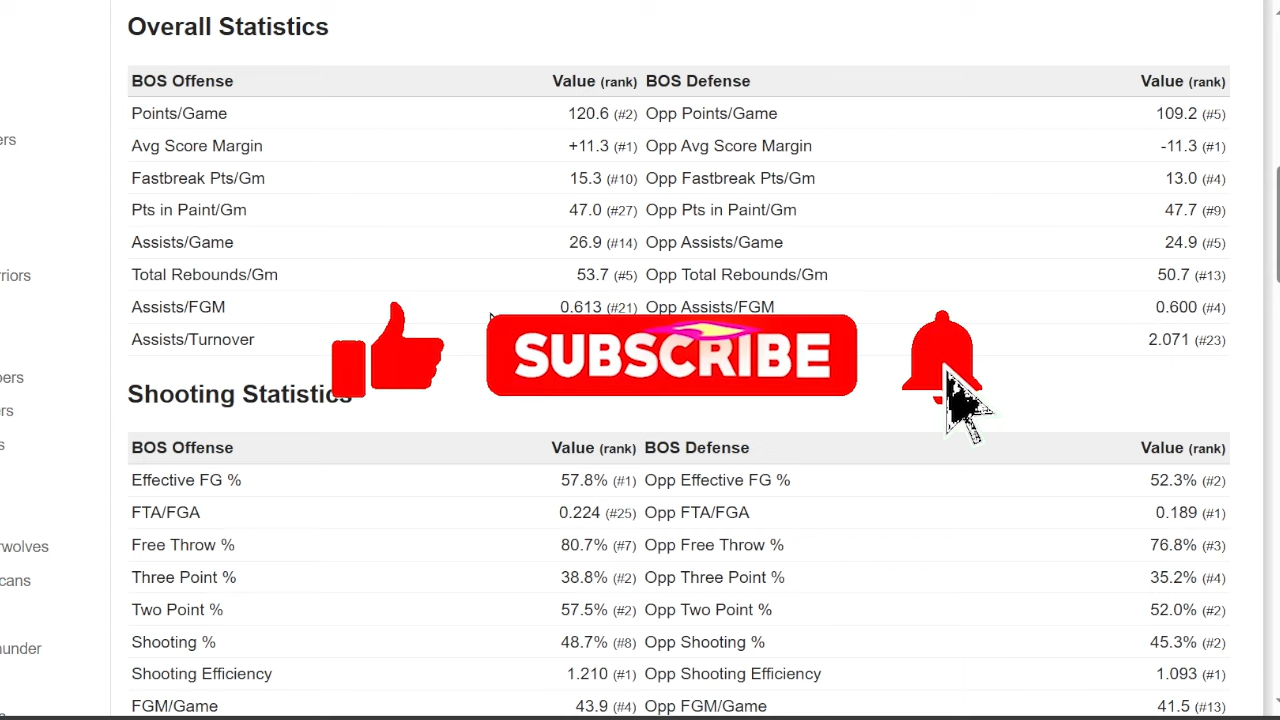 Overall Statistics
BOS Offense Value (rank) BOS Defense Value (rank)
Points/Game 120.6 (#2) Opp Points/Game 109.2 (#5)
ers
Avg Score Margin +11.3 (#1) Opp Avg Score Margin -11.3 (#1)
Fastbreak Pts/Gm 15.3 (#10) Opp Fastbreak Pts/Gm 13.0 (#4)
Pts in Paint/Gm 47.0 (#27) Opp Pts in Paint/Gm 47.7 (#9)
Assists/Game 26.9 (#14) Opp Assists/Game 24.9 (#5)
rriors
Total Rebounds/Gm 53.7 (#5) Opp Total Rebounds/Gm 50.7 (#13)
Assists/FGM 0.613 (#21) Opp Assists/FGM 0.600 (#4)
Assists/Turnover 2.071 (#23)
SUBSCRIBE
pers
Shooting Statistics
ers
s
BOS Offense Value (rank) BOS Defense Value (rank)
Effective FG % 57.8% (#1) Opp Effective FG % 52.3% (#2)
FTA/FGA 0.224 (#25) Opp FTA/FGA 0.189 (#1)
rwolves
Free Throw % 80.7% (#7) Opp Free Throw % 76.8% (#3)
cans
Three Point % 38.8% (#2) Opp Three Point % 35.2% (#4)
Two Point % 57.5% (#2) Opp Two Point % 52.0% (#2)
hunder
Shooting % 48.7% (#8) Opp Shooting % 45.3% (#2)
Shooting Efficiency 1.210 (#1) Opp Shooting Efficiency 1.093 (#1)
FGM/Game 43.9 (#4) Opp FGM/Game 41.5 (#13)